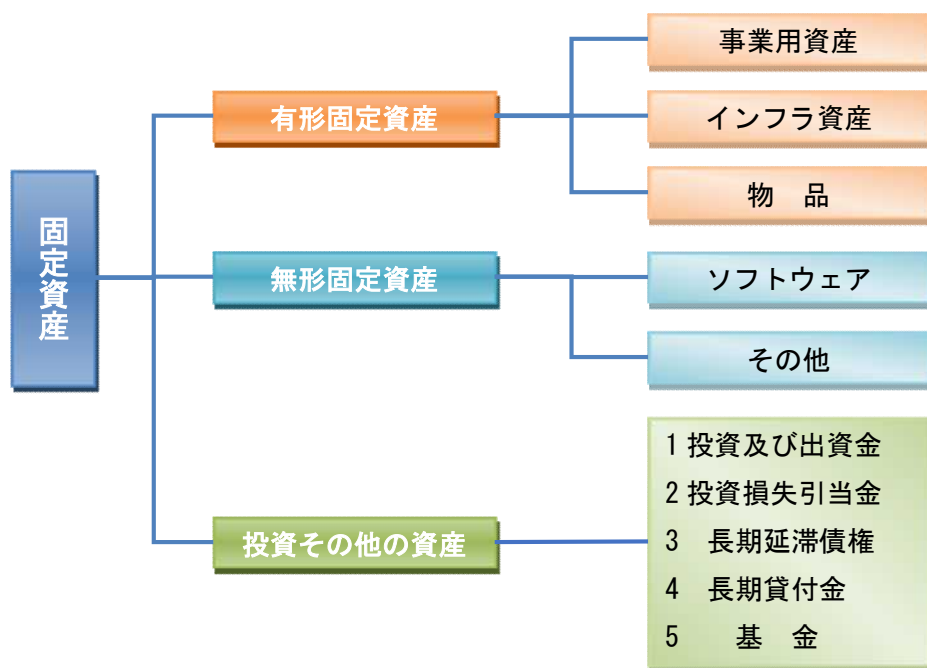 固定資産
有形固定資産
事業用資産
インフラ資産
物　品
無形固定資産
ソフトウェア
その他
投資その他の資産
1 投資及び出資金
2 投資損失引当金
3　長期延滞債権
4　長期貸付金
5　　基　金